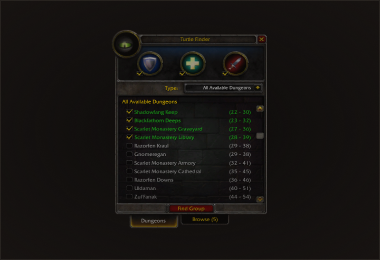 Turtle Finder
Type: All Available Dungeons
All Available Dungeons
Shadowfang Keep (22 - 30)
Blackfathom Deeps (23 - 32)
Scarlet Monastery Graveyard (27 - 36)
Scarlet Monastery Library (28 - 39)
Razorfen Kraul (29 - 38)
Gnomeregan (29 - 38)
Scarlet Monastery Armory (32 - 41)
Scarlet Monastery Cathedral (35 - 45)
Razorfen Downs (36 - 46)
Uldaman (40 - 51)
Zul'Farrak (44 - 54)
Find Group
Dungeons
Browse (5)